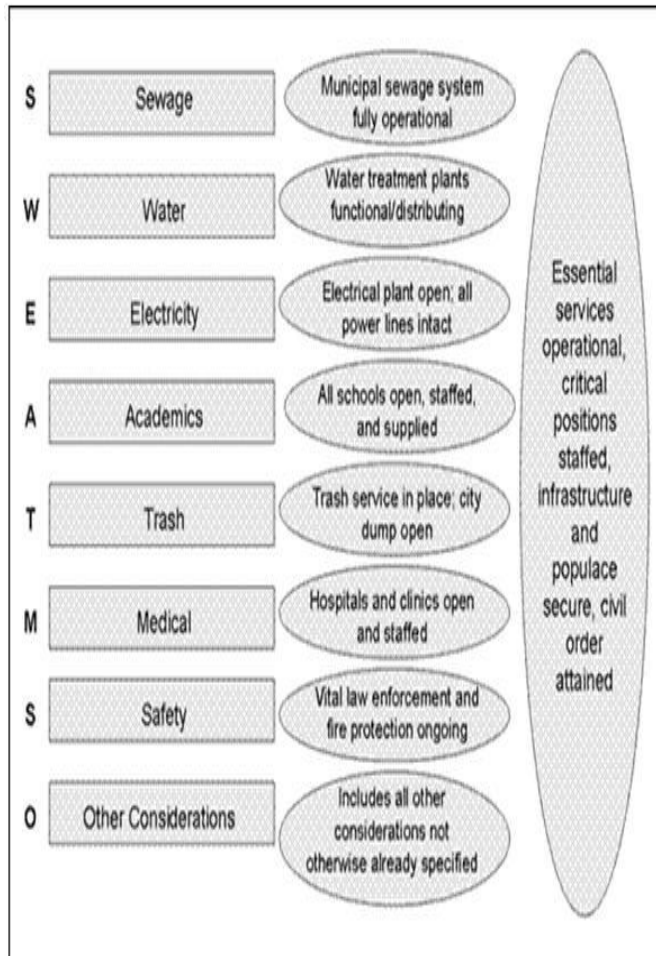 S
Sewage
Municipal sewage system
fully operational
W
Water
Water treatment plants
functional/distributing
E
Electricity
Electrical plant open; all
power lines intact
A
Academics
All schools open, staffed,
and supplied
T
Trash
Trash service in place; city
dump open
M
Medical
Hospitals and clinics open
and staffed
S
Safety
Vital law enforcement and
fire protection ongoing
O
Other Considerations
Includes all other
considerations not
otherwise already specified
Essential
services
operational,
critical
positions
staffed,
infrastructure
and
populace
secure, civil
order
attained